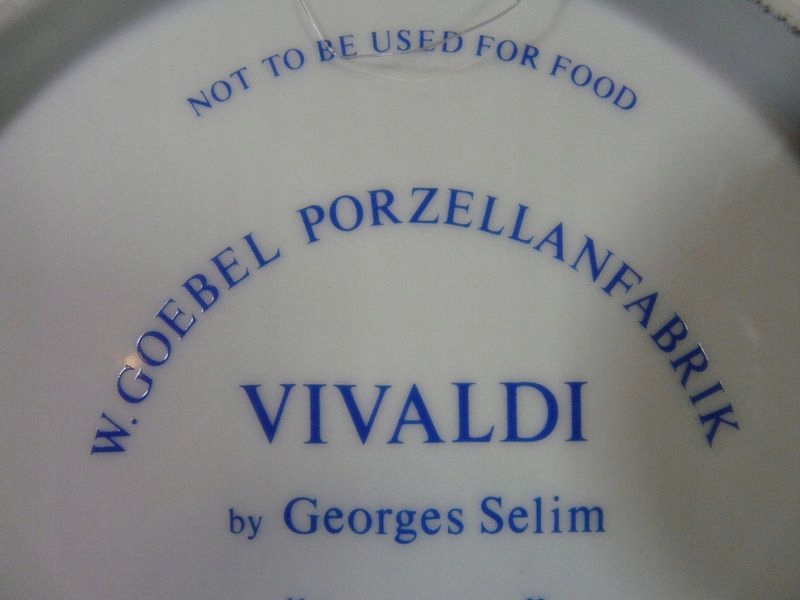 NOT TO BE USED FOR FOOD
W. GOEBEL PORZELLANFABRIK
VIVALDI
by Georges Selim